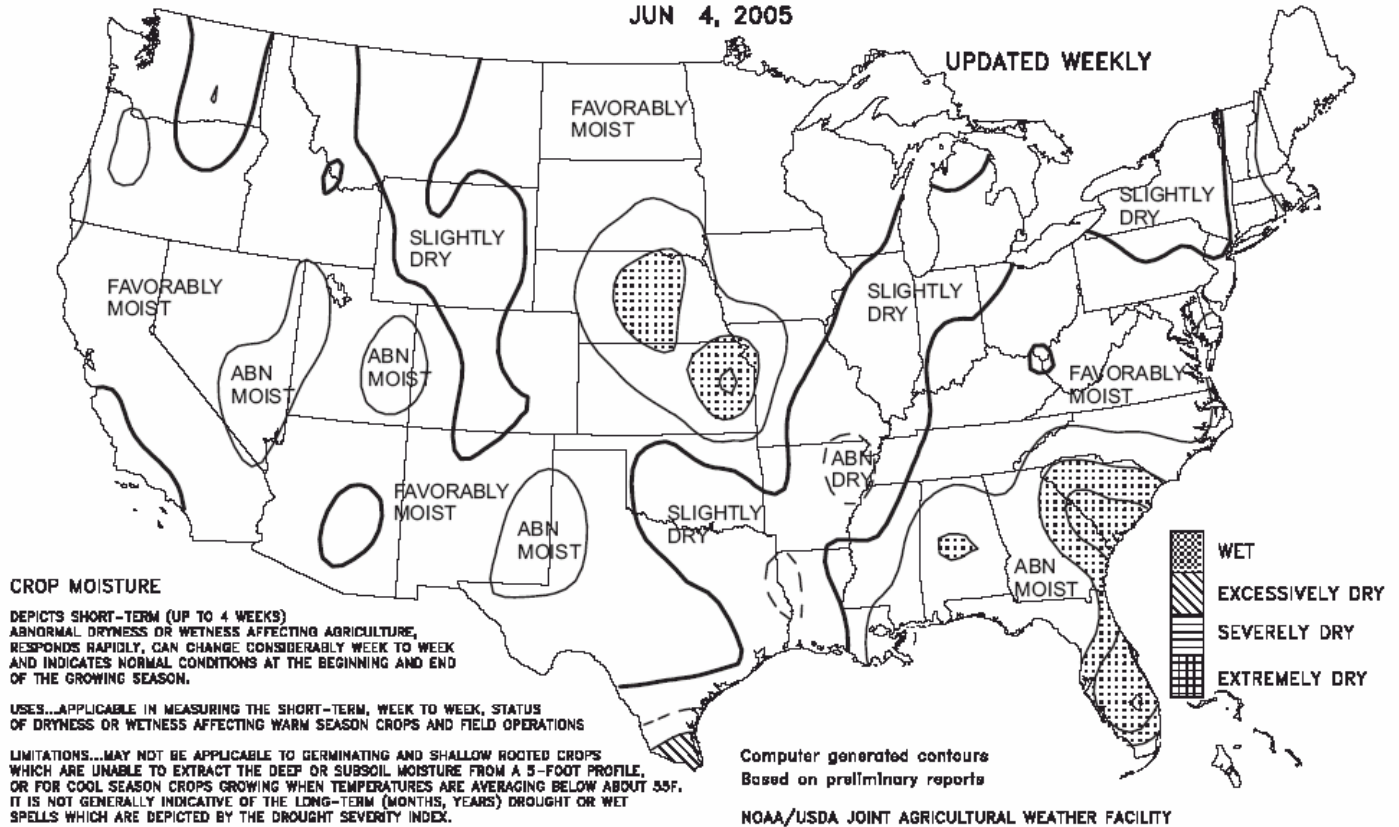 JUN 4, 2005
UPDATED WEEKLY
FAVORABLY
MOIST
SLIGHTLY
DRY
SLIGHTLY
DRY
FAVORABLY
MOIST
SLIGHTLY
DRY
ABN
MOIST
ABN
MOIST
FAVORABLY
MOIST
ABN
DRY
FAVORABLY
MOIST
SLIGHTLY
DRY
ABN
MOIST
ABN
MOIST
WET
EXCESSIVELY DRY
SEVERELY DRY
EXTREMELY DRY
CROP MOISTURE
DEPICTS SHORT-TERM (UP TO 4 WEEKS)
ABNORMAL DRYNESS OR WETNESS AFFECTING AGRICULTURE,
RESPONDS RAPIDLY, CAN CHANGE CONSIDERABLY WEEK TO WEEK
AND INDICATES NORMAL CONDITIONS AT THE BEGINNING AND END
OF THE GROWING SEASON.
USES...APPLICABLE IN MEASURING THE SHORT-TERM, WEEK TO WEEK, STATUS
OF DRYNESS OR WETNESS AFFECTING WARM SEASON CROPS AND FIELD OPERATIONS
LIMITATIONS...MAY NOT BE APPLICABLE TO GERMINATING AND SHALLOW ROOTED CROPS
WHICH ARE UNABLE TO EXTRACT THE DEEP OR SUBSOIL MOISTURE FROM A 5-FOOT PROFILE,
OR FOR COOL SEASON CROPS GROWING WHEN TEMPERATURES ARE AVERAGING BELOW ABOUT 55F.
IT IS NOT GENERALLY INDICATIVE OF THE LONG-TERM (MONTHS, YEARS) DROUGHT OR WET
SPELLS WHICH ARE DEPICTED BY THE DROUGHT SEVERITY INDEX.
Computer generated contours
Based on preliminary reports
NOAA/USDA JOINT AGRICULTURAL WEATHER FACILITY